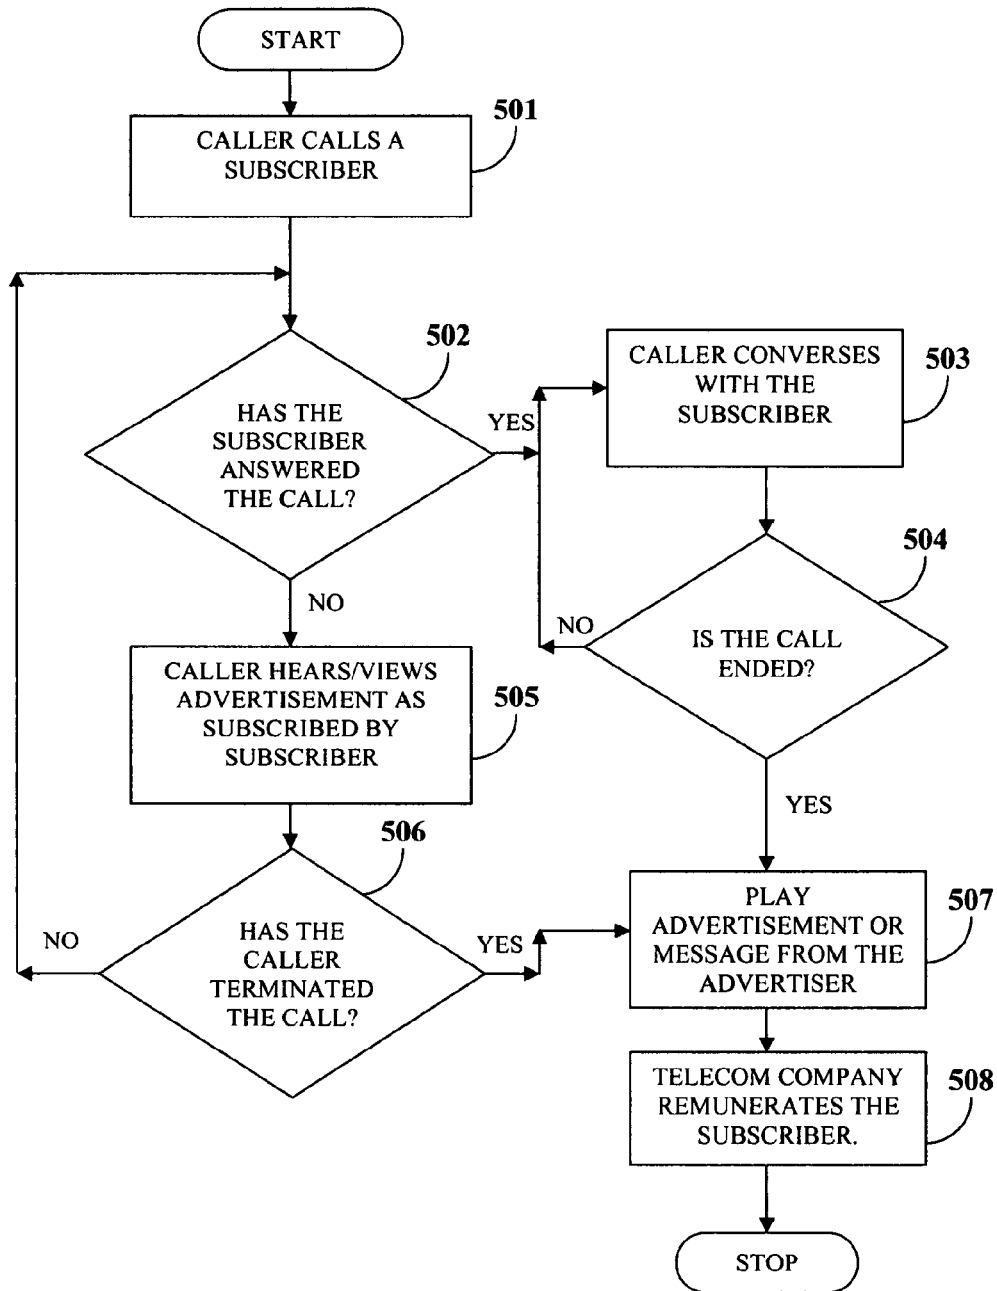 START
501
CALLER CALLS A
SUBSCRIBER
502
HAS THE
SUBSCRIBER
ANSWERED
THE CALL?
YES
503
CALLER CONVERSES
WITH THE
SUBSCRIBER
504
IS THE CALL
ENDED?
NO
YES
NO
505
CALLER HEARS/VIEWS
ADVERTISEMENT AS
SUBSCRIBED BY
SUBSCRIBER
506
HAS THE
CALLER
TERMINATED
THE CALL?
NO
YES
507
PLAY
ADVERTISEMENT OR
MESSAGE FROM THE
ADVERTISER
508
TELECOM COMPANY
REMUNERATES THE
SUBSCRIBER.
STOP